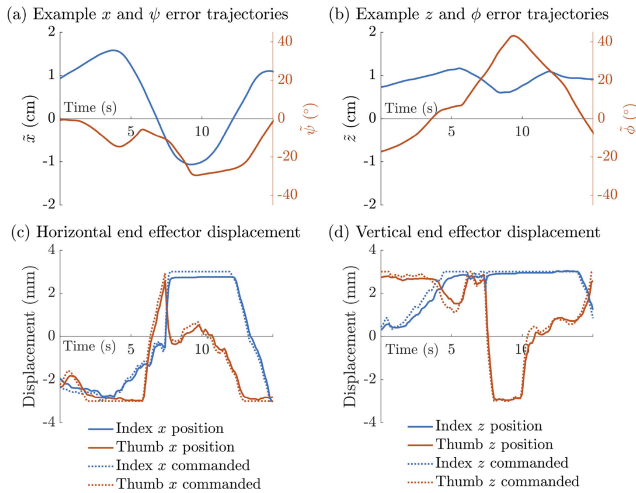 (a) Example x and ψ error trajectories
2
1
0
-1
-2
x̃ (cm)
Time (s)
5
10
40
20
0
-20
-40
ψ̃ (°)
(b) Example z and ϕ error trajectories
2
1
0
-1
-2
z̃ (cm)
Time (s)
5
10
40
20
0
-20
-40
ϕ̃ (°)
(c) Horizontal end effector displacement
4
2
0
-2
-4
Displacement (mm)
Time (s)
5
10
Index x position
Thumb x position
Index x commanded
Thumb x commanded
(d) Vertical end effector displacement
4
2
0
-2
-4
Displacement (mm)
Time (s)
5
10
Index z position
Thumb z position
Index z commanded
Thumb z commanded